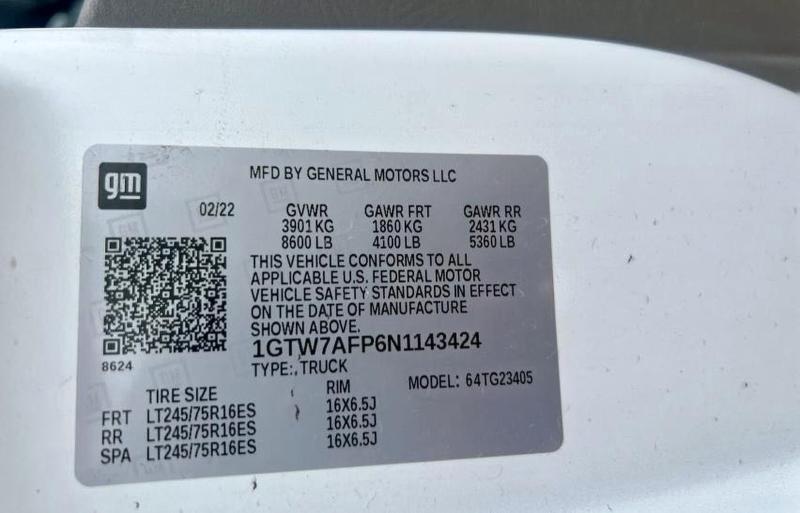 gm
MFD BY GENERAL MOTORS LLC
02/22 GVWR GAWR FRT GAWR RR
3901 KG 1860 KG 2431 KG
8600 LB 4100 LB 5360 LB
THIS VEHICLE CONFORMS TO ALL
APPLICABLE U.S. FEDERAL MOTOR
VEHICLE SAFETY STANDARDS IN EFFECT
ON THE DATE OF MANUFACTURE
SHOWN ABOVE.
1GTW7AFP6N1143424
8624
TYPE:, TRUCK MODEL: 64TG23405
TIRE SIZE RIM
FRT LT245/75R16ES 16X6.5J
RR LT245/75R16ES 16X6.5J
SPA LT245/75R16ES 16X6.5J